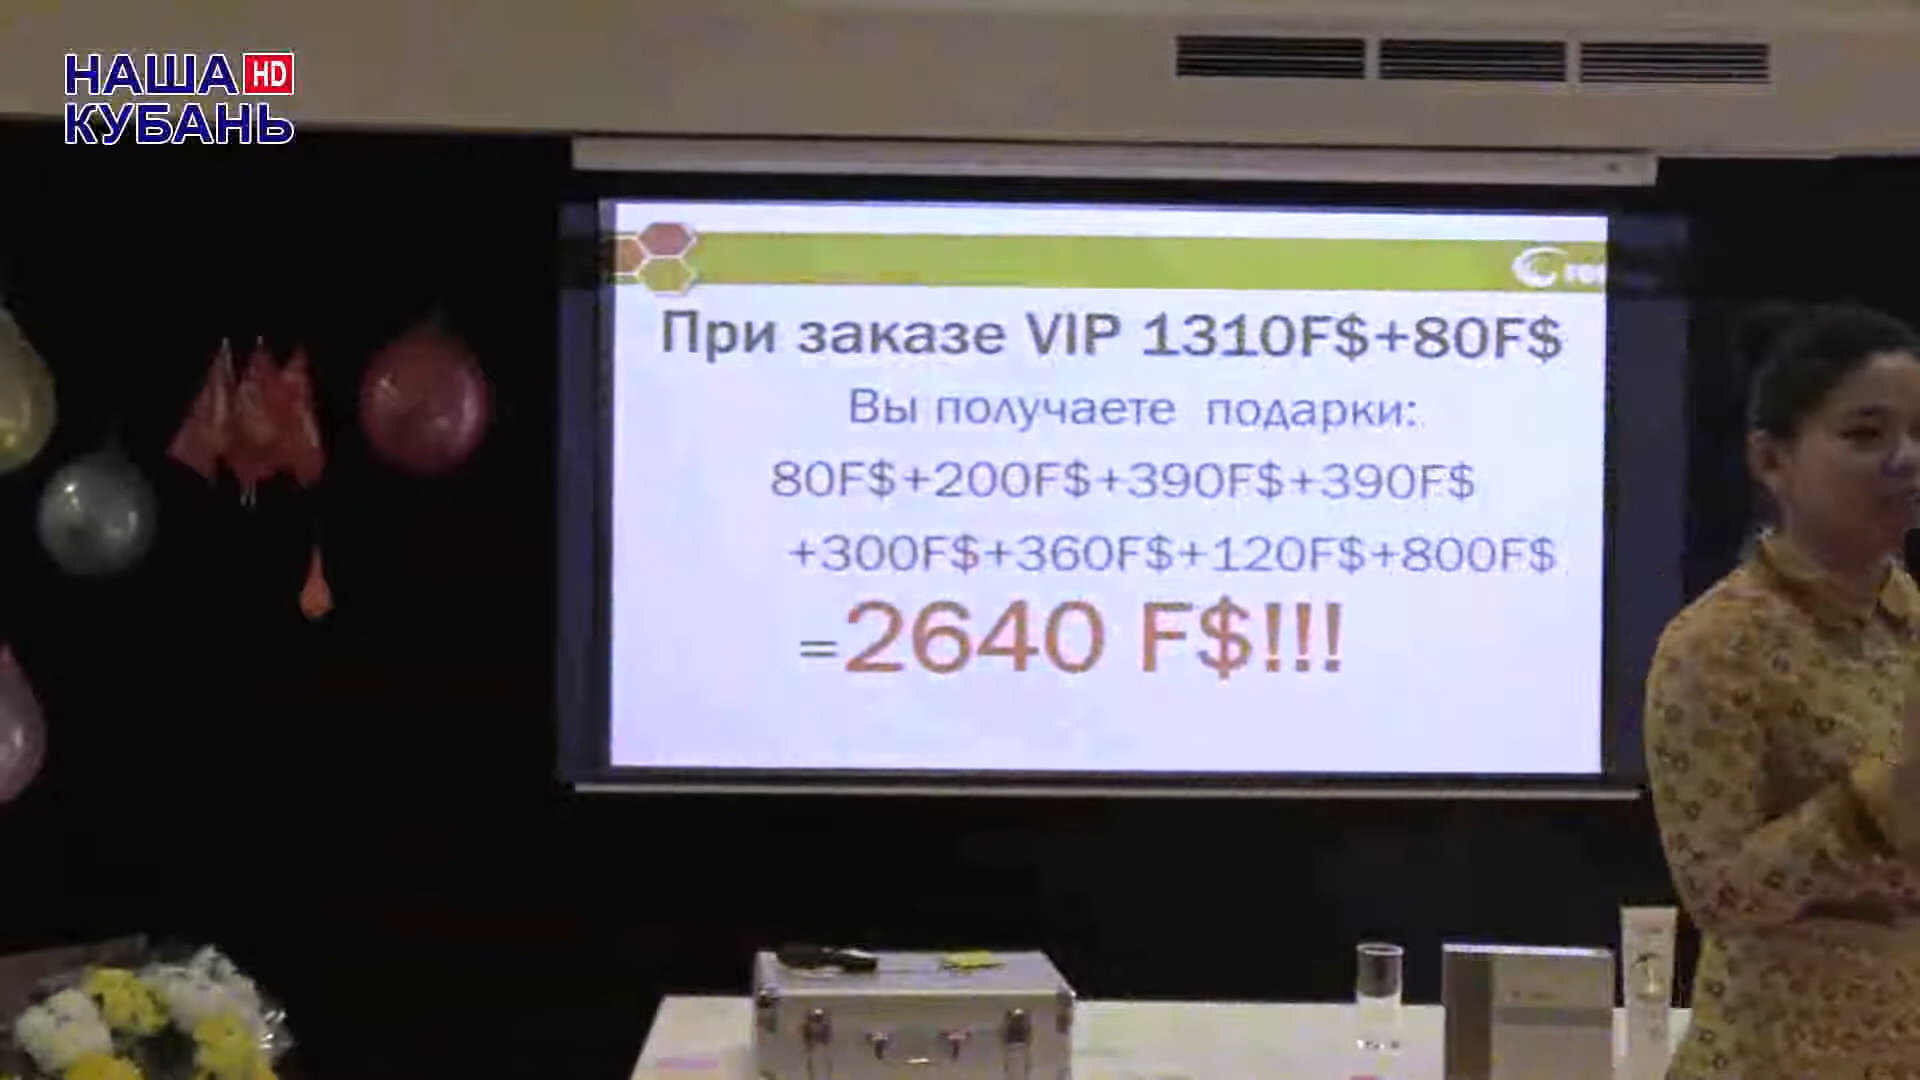 НАША HD
КУБАНЬ
При заказе VIP 1310F$+80F$
Вы получаете подарки:
80F$+200F$+390F$+390F$
+300F$+360F$+120F$+800F$
=2640 F$!!!